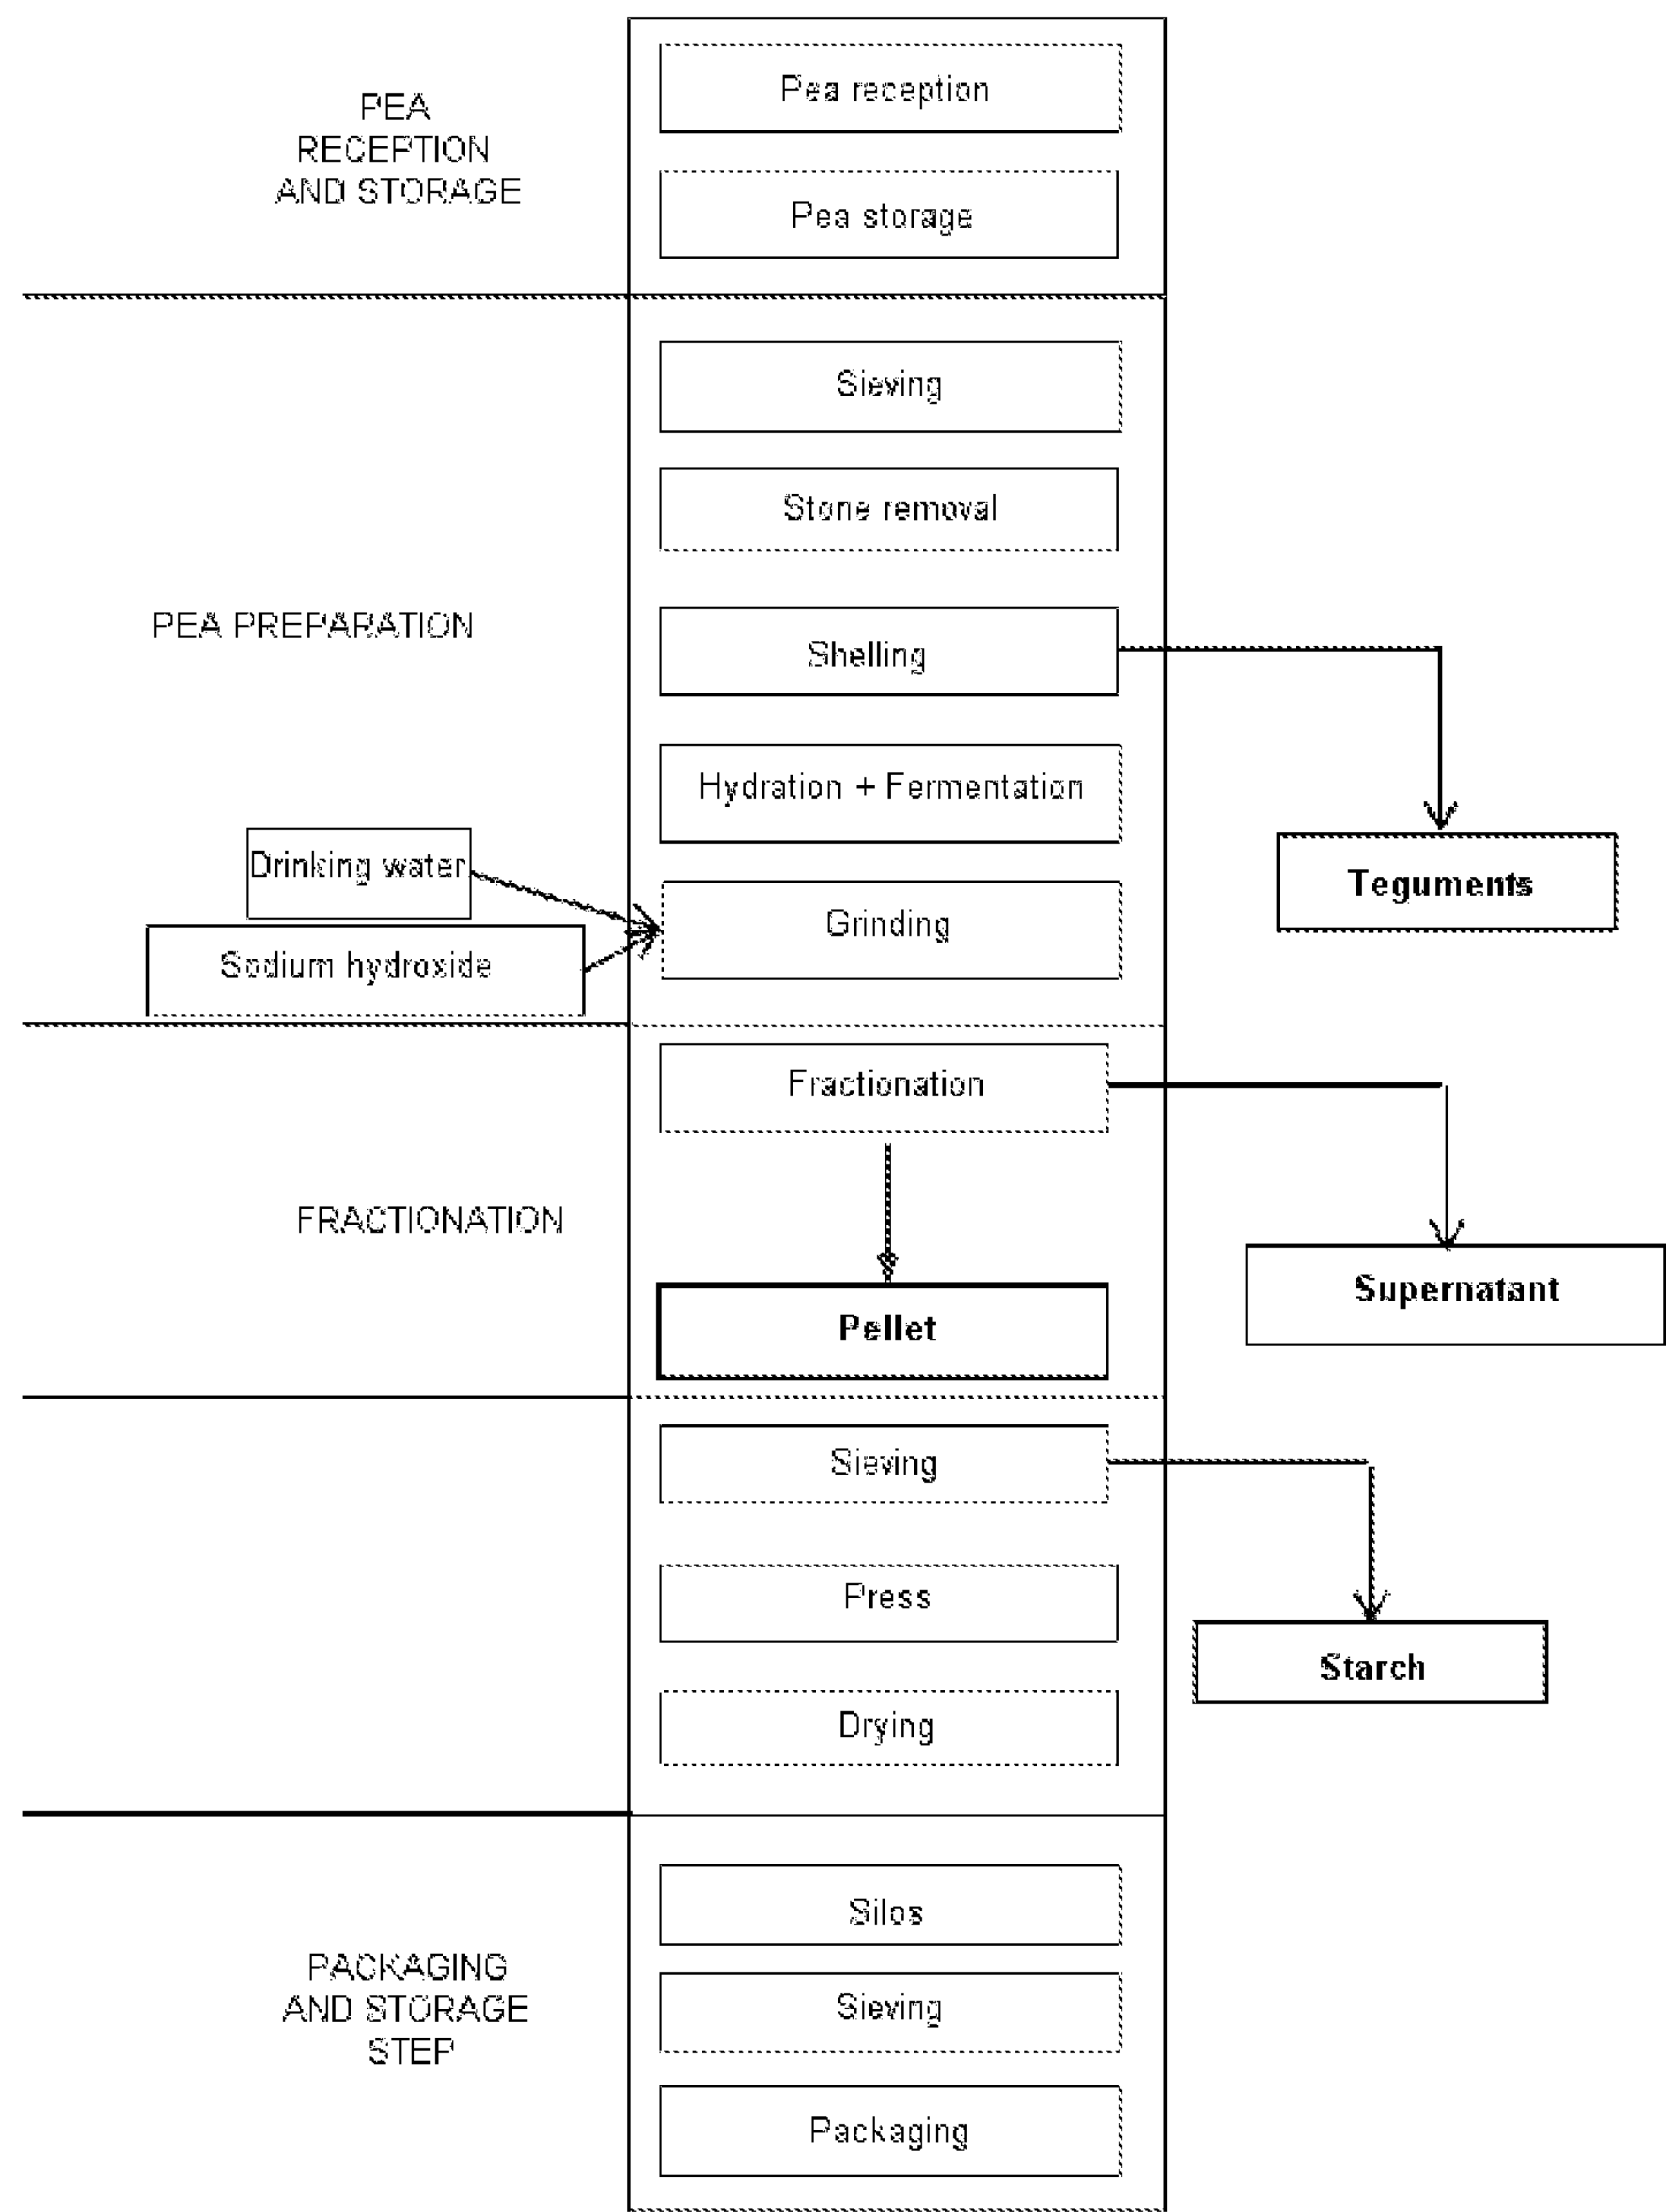 PEA
RECEPTION
AND STORAGE
Pea reception
Pea storage
PEA PREPARATION
Sieving
Stone removal
Shelling
Hydration + Fermentation
Drinking water
Sodium hydroxide
Grinding
Teguments
FRACTIONATION
Fractionation
Pellet
Supernatant
Sieving
Press
Drying
Starch
PACKAGING
AND STORAGE
STEP
Silos
Sieving
Packaging